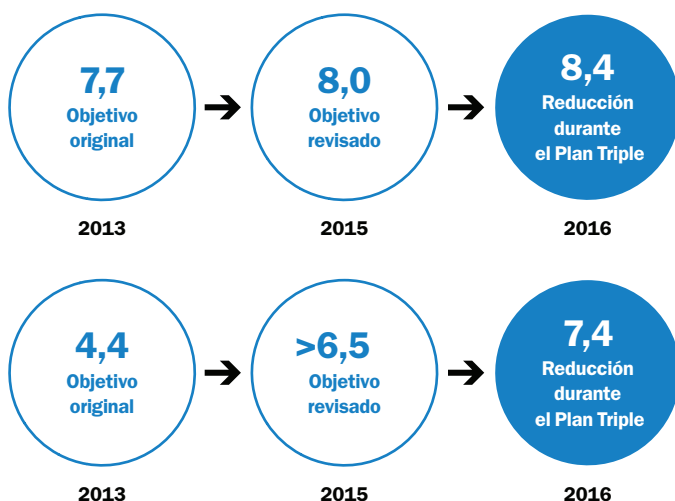 7,7
Objetivo
original
8,0
Objetivo
revisado
8,4
Reducción
durante
el Plan Triple
2013
2015
2016
4,4
Objetivo
original
>6,5
Objetivo
revisado
7,4
Reducción
durante
el Plan Triple
2013
2015
2016